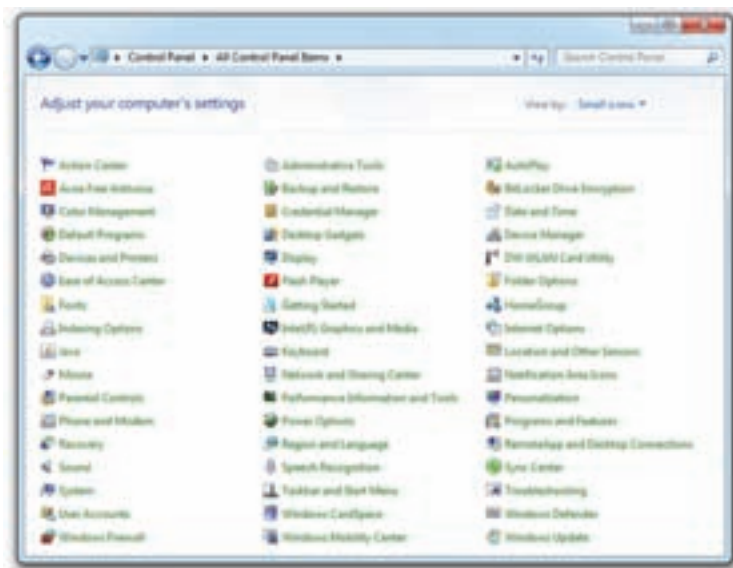 Control Panel ▸ All Control Panel Items ▸ Search Control Panel
Adjust your computer's settings View by: Small icons ▾
Action Center Administrative Tools AutoPlay
Avira Free Antivirus Backup and Restore BitLocker Drive Encryption
Color Management Credential Manager Date and Time
Default Programs Desktop Gadgets Device Manager
Devices and Printers Display DW WLAN Card Utility
Ease of Access Center Flash Player Folder Options
Fonts Getting Started HomeGroup
Indexing Options Intel(R) Graphics and Media Internet Options
Java Keyboard Location and Other Sensors
Mouse Network and Sharing Center Notification Area Icons
Parental Controls Performance Information and Tools Personalization
Phone and Modem Power Options Programs and Features
Recovery Region and Language RemoteApp and Desktop Connections
Sound Speech Recognition Sync Center
System Taskbar and Start Menu Troubleshooting
User Accounts Windows CardSpace Windows Defender
Windows Firewall Windows Mobility Center Windows Update